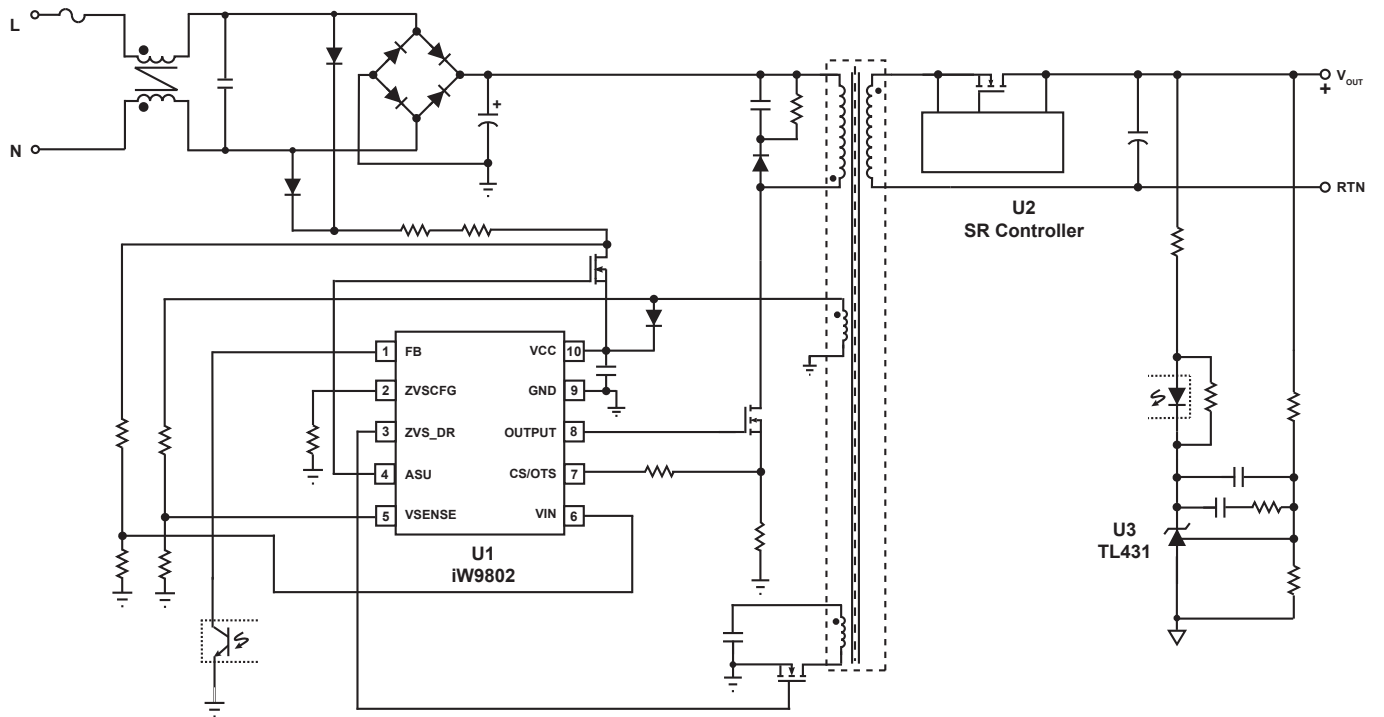 L
N
+
V OUT
+
RTN
U2
SR Controller
1 FB
2 ZVSCFG
3 ZVS_DR
4 ASU
5 VSENSE
VCC 10
GND 9
OUTPUT 8
CS/OTS 7
VIN 6
U1
iW9802
U3
TL431